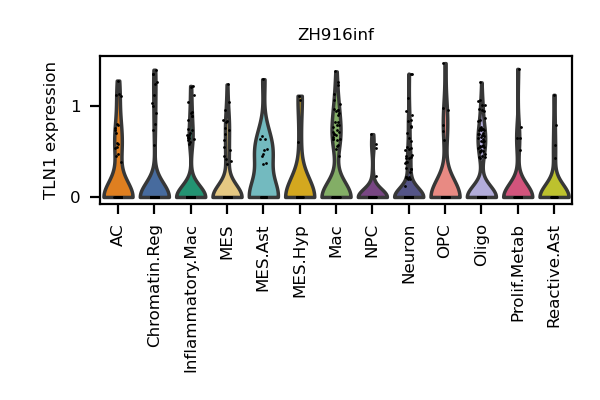 ZH916inf
TLN1 expression
1
0
AC
Chromatin.Reg
Inflammatory.Mac
MES
MES.Ast
MES.Hyp
Mac
NPC
Neuron
OPC
Oligo
Prolif.Metab
Reactive.Ast